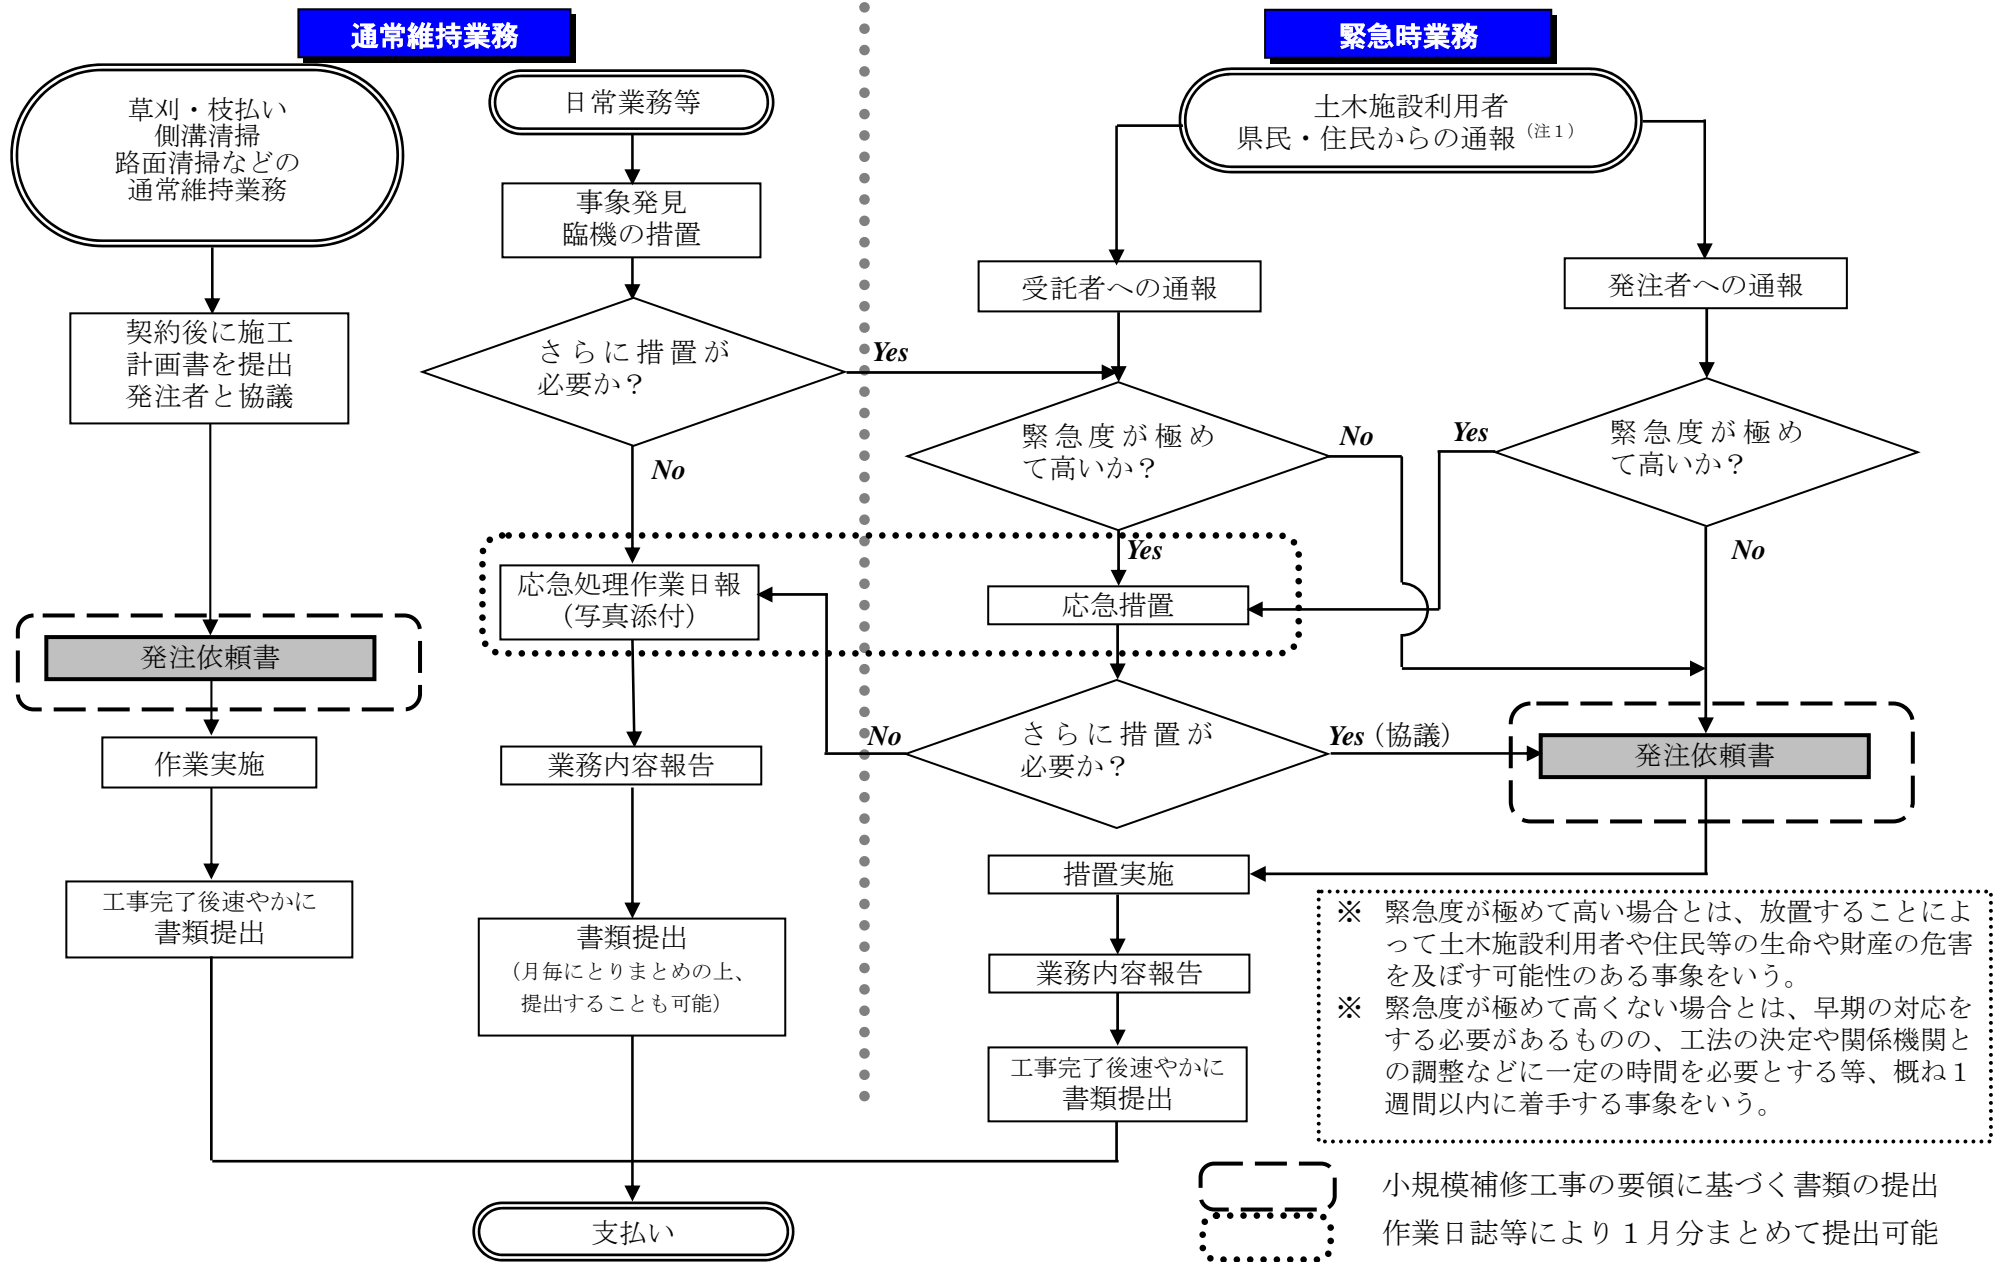 通常維持業務
草刈・枝払い
側溝清掃
路面清掃などの
通常維持業務
契約後に施工
計画書を提出
発注者と協議
発注依頼書
作業実施
工事完了後速やかに
書類提出
日常業務等
事象発見
臨機の措置
さらに措置が
必要か？
Yes
No
応急処理作業日報
（写真添付）
業務内容報告
書類提出
（月毎にとりまとめの上、
提出することも可能）
支払い
緊急時業務
土木施設利用者
県民・住民からの通報（注１）
受託者への通報
発注者への通報
緊急度が極め
て高いか？
No
Yes
緊急度が極め
て高いか？
Yes
No
応急措置
さらに措置が
必要か？
No
Yes（協議）
発注依頼書
措置実施
業務内容報告
工事完了後速やかに
書類提出
※　緊急度が極めて高い場合とは、放置することによ
って土木施設利用者や住民等の生命や財産の危害
を及ぼす可能性のある事象をいう。
※　緊急度が極めて高くない場合とは、早期の対応を
する必要があるものの、工法の決定や関係機関と
の調整などに一定の時間を必要とする等、概ね１
週間以内に着手する事象をいう。
小規模補修工事の要領に基づく書類の提出
作業日誌等により１月分まとめて提出可能